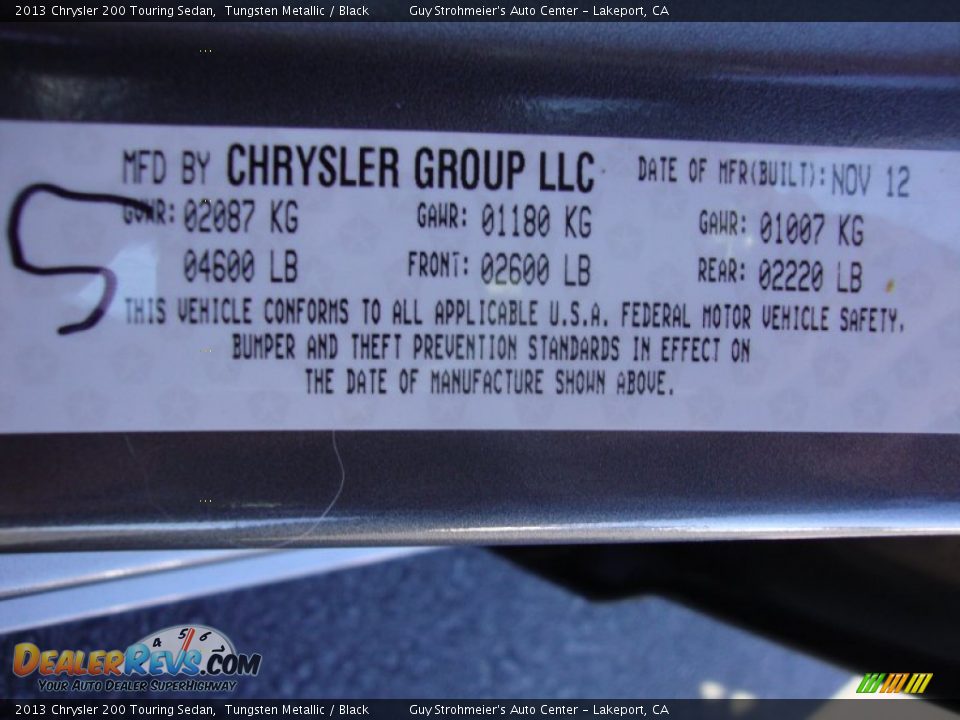 2013 Chrysler 200 Touring Sedan, Tungsten Metallic / Black Guy Strohmeier's Auto Center - Lakeport, CA
MFD BY CHRYSLER GROUP LLC DATE OF MFR(BUILT): NOV 12
GVWR: 02087 KG GAWR: 01180 KG GAWR: 01007 KG
04600 LB FRONT: 02600 LB REAR: 02220 LB
THIS VEHICLE CONFORMS TO ALL APPLICABLE U.S.A. FEDERAL MOTOR VEHICLE SAFETY,
BUMPER AND THEFT PREVENTION STANDARDS IN EFFECT ON
THE DATE OF MANUFACTURE SHOWN ABOVE.
5
4 5 6
DEALERREVS.COM
YOUR AUTO DEALER SUPERHIGHWAY
2013 Chrysler 200 Touring Sedan, Tungsten Metallic / Black Guy Strohmeier's Auto Center - Lakeport, CA